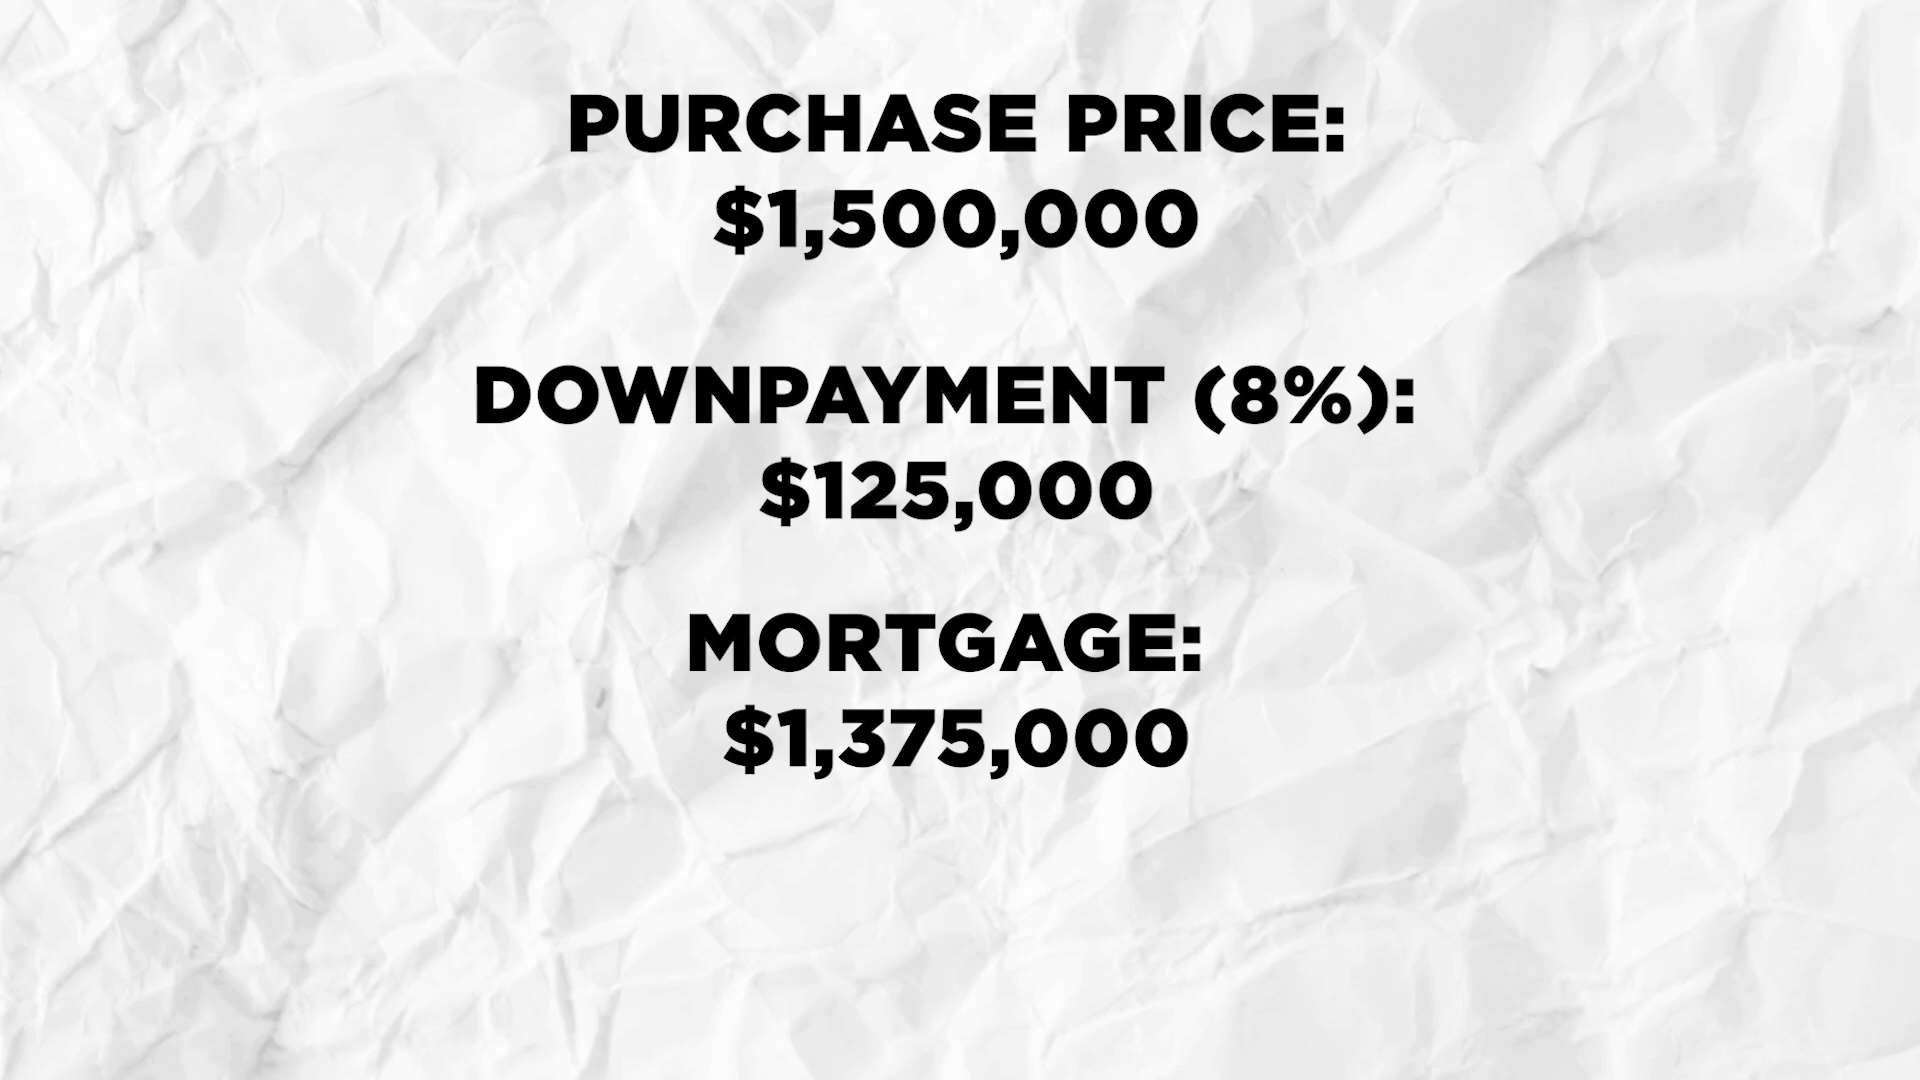 PURCHASE PRICE:
$1,500,000
DOWNPAYMENT (8%):
$125,000
MORTGAGE:
$1,375,000